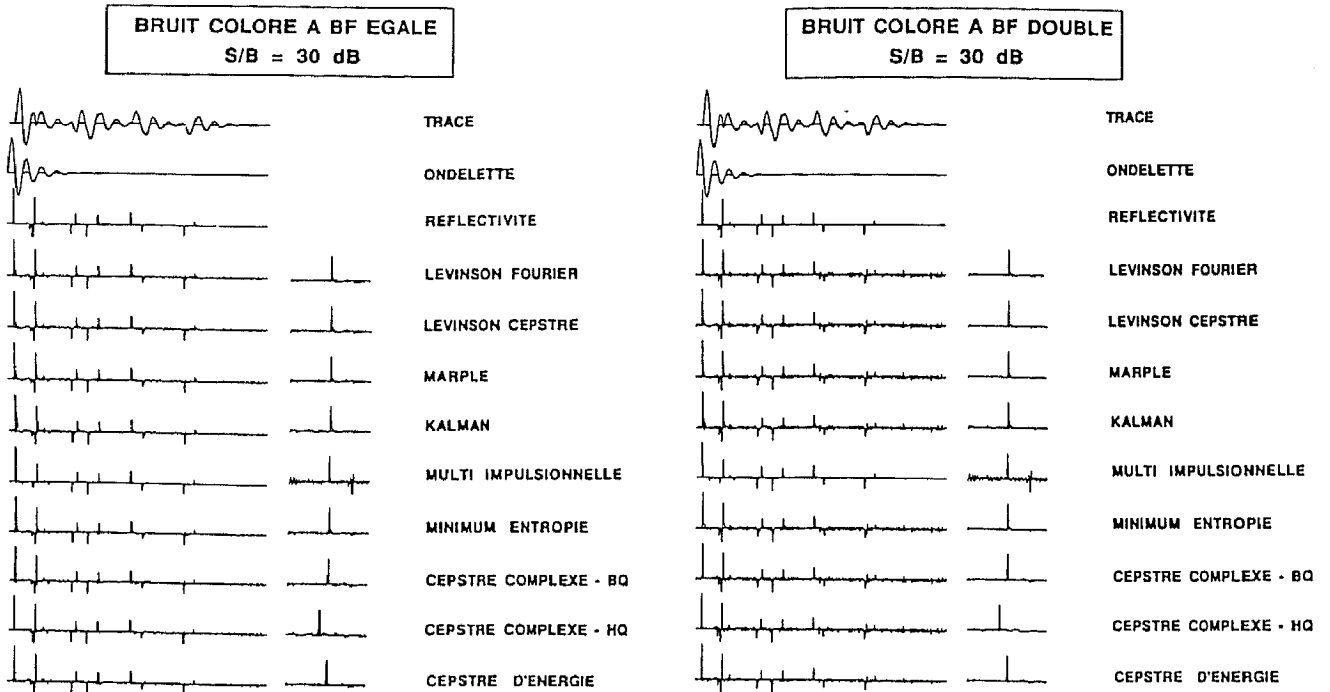 BRUIT COLORE A BF EGALE
S/B = 30 dB
TRACE
ONDELETTE
REFLECTIVITE
LEVINSON FOURIER
LEVINSON CEPSTRE
MARPLE
KALMAN
MULTI IMPULSIONNELLE
MINIMUM ENTROPIE
CEPSTRE COMPLEXE - BQ
CEPSTRE COMPLEXE - HQ
CEPSTRE D'ENERGIE
BRUIT COLORE A BF DOUBLE
S/B = 30 dB
TRACE
ONDELETTE
REFLECTIVITE
LEVINSON FOURIER
LEVINSON CEPSTRE
MARPLE
KALMAN
MULTI IMPULSIONNELLE
MINIMUM ENTROPIE
CEPSTRE COMPLEXE - BQ
CEPSTRE COMPLEXE - HQ
CEPSTRE D'ENERGIE